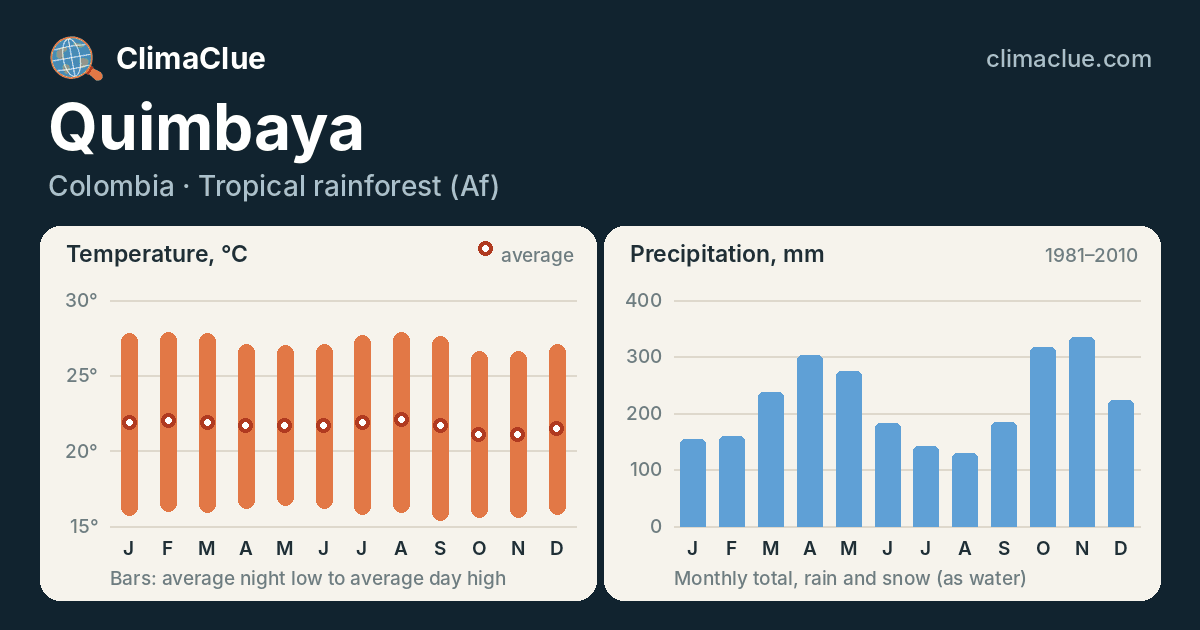 ClimaClue
climaclue.com
Quimbaya
Colombia · Tropical rainforest (Af)
Temperature, °C
average
30°
25°
20°
15°
J F M A M J J A S O N D
Bars: average night low to average day high
Precipitation, mm
1981–2010
400
300
200
100
0
J F M A M J J A S O N D
Monthly total, rain and snow (as water)